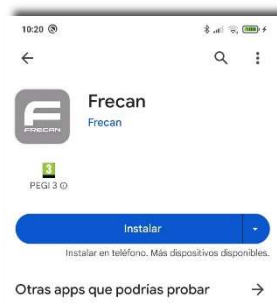 10:20
Frecan
Frecan
FRECAN
3
PEGI 3
Instalar
Instalar en teléfono. Más dispositivos disponibles.
Otras apps que podrías probar